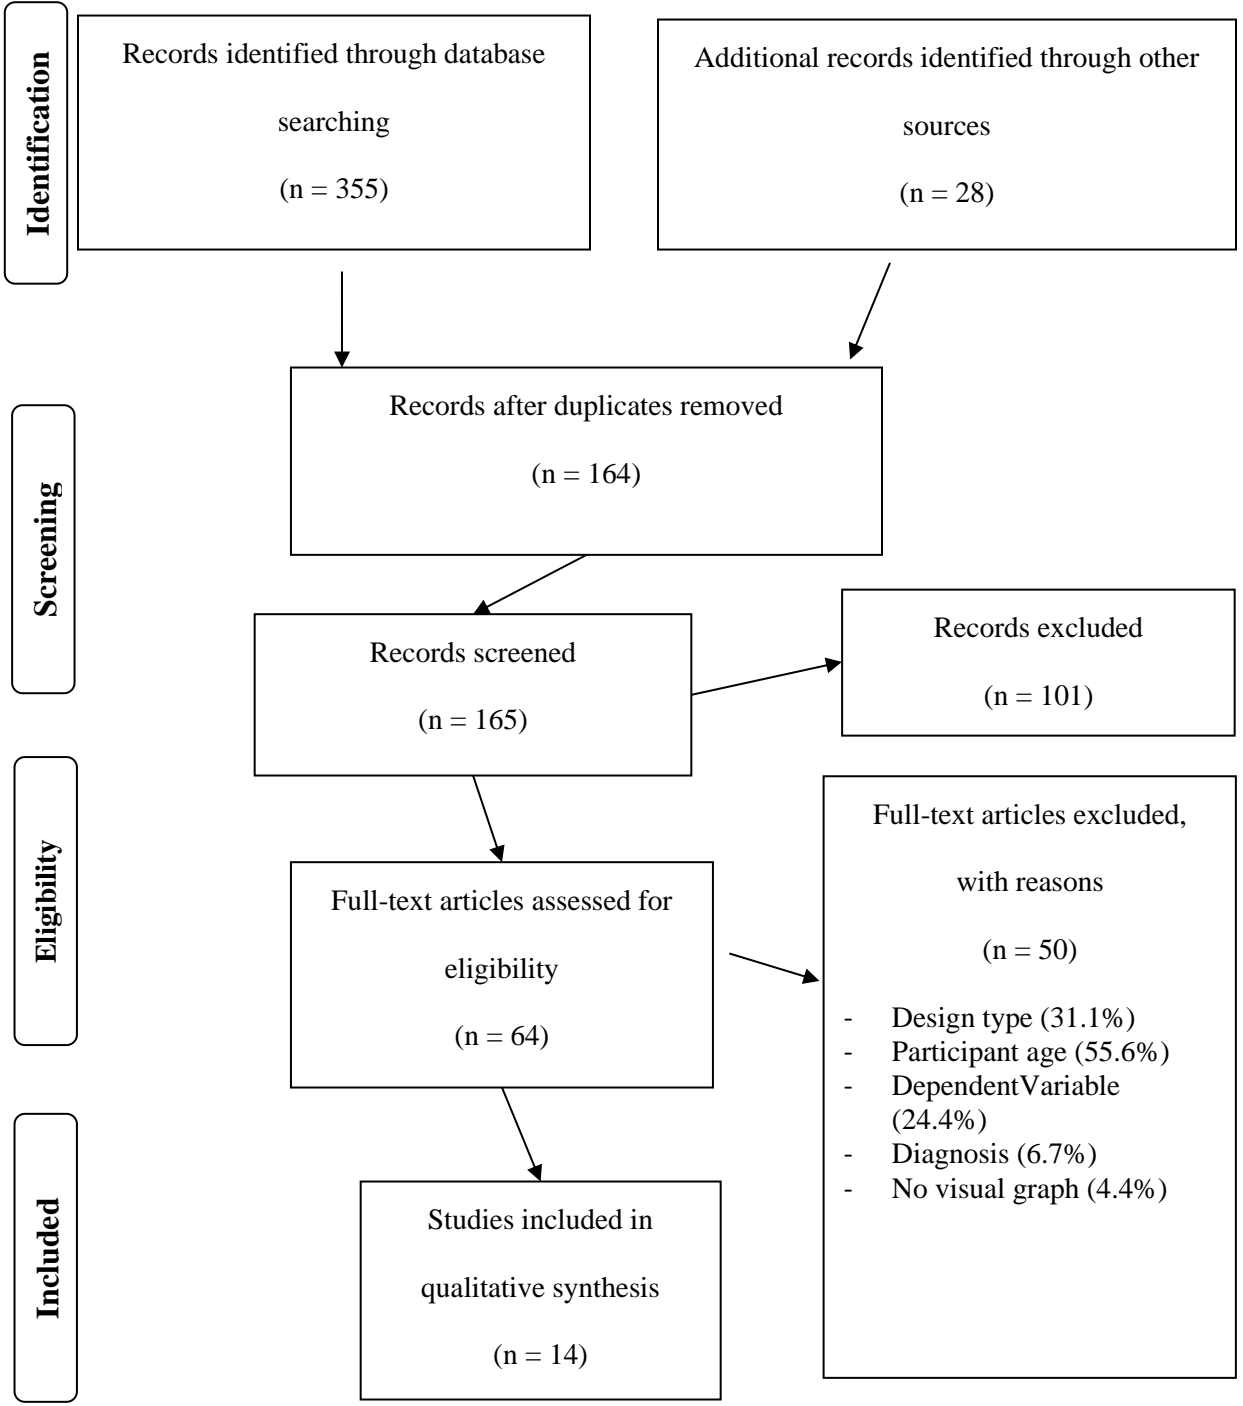 Identification
Records identified through database
searching
(n = 355)
Additional records identified through other
sources
(n = 28)
Screening
Records after duplicates removed
(n = 164)
Records screened
(n = 165)
Records excluded
(n = 101)
Eligibility
Full-text articles assessed for
eligibility
(n = 64)
Full-text articles excluded,
with reasons
(n = 50)
- Design type (31.1%)
- Participant age (55.6%)
- DependentVariable
(24.4%)
- Diagnosis (6.7%)
- No visual graph (4.4%)
Included
Studies included in
qualitative synthesis
(n = 14)